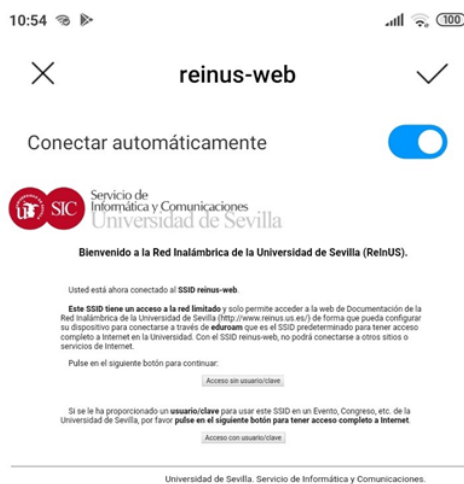 10:54
100
reinus-web
Conectar automáticamente
SIC
Servicio de
Informática y Comunicaciones
Universidad de Sevilla
Bienvenido a la Red Inalámbrica de la Universidad de Sevilla (ReInUS).
Usted está ahora conectado al SSID reinus-web.
Este SSID tiene un acceso a la red limitado y solo permite acceder a la web de Documentación de la
Red Inalámbrica de la Universidad de Sevilla (http://www.reinus.us.es/) de forma que pueda configurar
su dispositivo para conectarse a través de eduroam que es el SSID predeterminado para tener acceso
completo a Internet en la Universidad. Con el SSID reinus-web, no podrá conectarse a otros sitios o
servicios de Internet.
Pulse en el siguiente botón para continuar:
Acceso sin usuario/clave
Si se le ha proporcionado un usuario/clave para usar este SSID en un Evento, Congreso, etc. de la
Universidad de Sevilla, por favor pulse en el siguiente botón para tener acceso completo a Internet.
Acceso con usuario/clave
Universidad de Sevilla. Servicio de Informática y Comunicaciones.